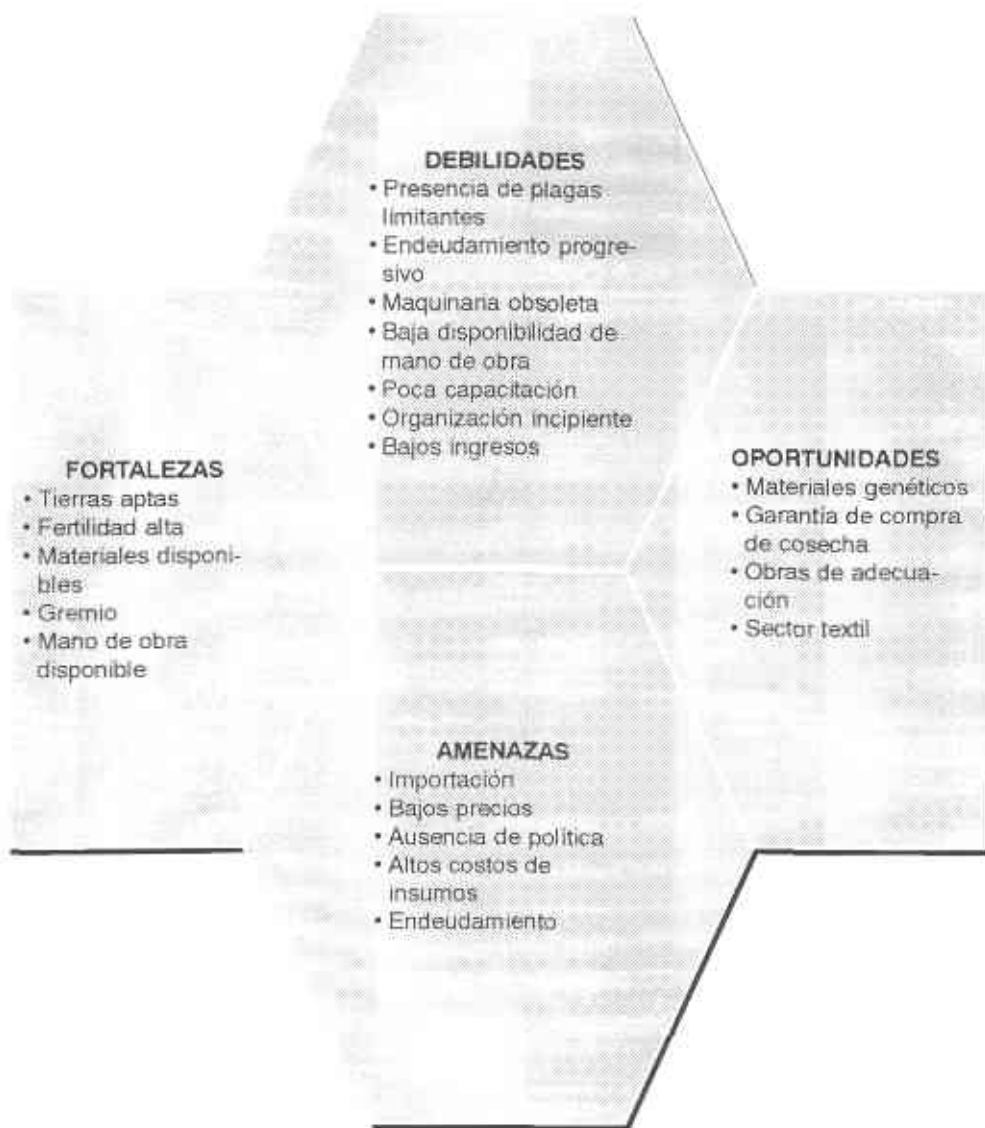 DEBILIDADES
• Presencia de plagas
limitantes
• Endeudamiento progre-
sivo
• Maquinaria obsoleta
• Baja disponibilidad de
mano de obra
• Poca capacitación
• Organización incipiente
• Bajos ingresos
FORTALEZAS
• Tierras aptas
• Fertilidad alta
• Materiales disponi-
bles
• Gremio
• Mano de obra
disponible
OPORTUNIDADES
• Materiales genéticos
• Garantía de compra
de cosecha
• Obras de adecua-
ción
• Sector textil
AMENAZAS
• Importación
• Bajos precios
• Ausencia de política
• Altos costos de
insumos
• Endeudamiento